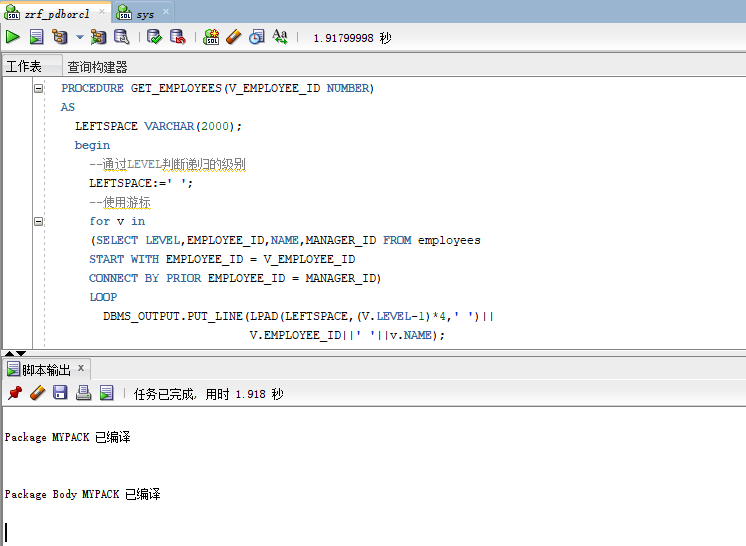 zrf_pdborcl
sys
1.91799998 秒
工作表
查询构建器
PROCEDURE GET_EMPLOYEES(V_EMPLOYEE_ID NUMBER)
AS
LEFTSPACE VARCHAR(2000);
begin
--通过LEVEL判断递归的级别
LEFTSPACE:=' ';
--使用游标
for v in
(SELECT LEVEL,EMPLOYEE_ID,NAME,MANAGER_ID FROM employees
START WITH EMPLOYEE_ID = V_EMPLOYEE_ID
CONNECT BY PRIOR EMPLOYEE_ID = MANAGER_ID)
LOOP
DBMS_OUTPUT.PUT_LINE(LPAD(LEFTSPACE,(V.LEVEL-1)*4,' ')||
V.EMPLOYEE_ID||' '||v.NAME);
脚本输出 x
任务已完成, 用时 1.918 秒
Package MYPACK 已编译
Package Body MYPACK 已编译